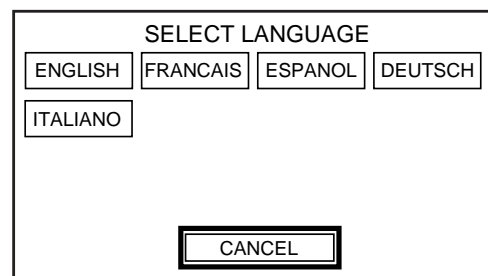 SELECT LANGUAGE
ENGLISH FRANCAIS ESPANOL DEUTSCH
ITALIANO
CANCEL